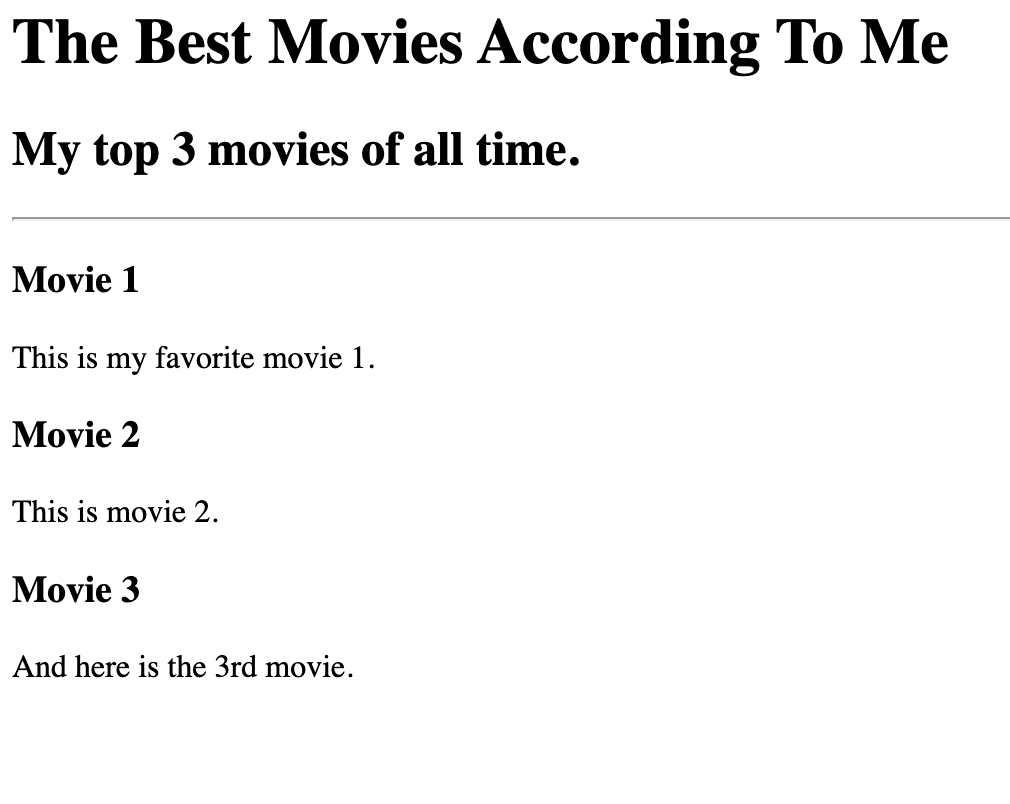 The Best Movies According To Me
My top 3 movies of all time.
Movie 1
This is my favorite movie 1.
Movie 2
This is movie 2.
Movie 3
And here is the 3rd movie.